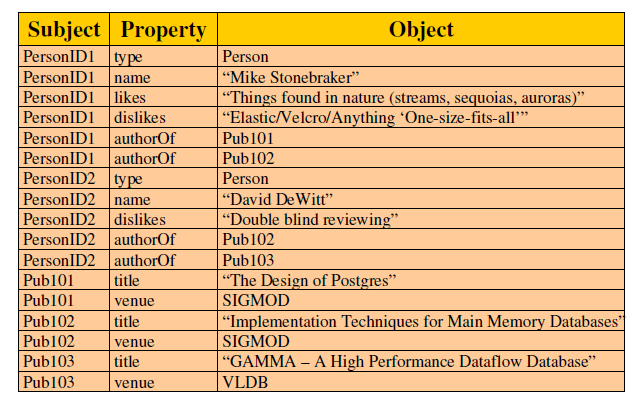 Subject Property Object
PersonID1 type Person
PersonID1 name “Mike Stonebraker”
PersonID1 likes “Things found in nature (streams, sequoias, auroras)”
PersonID1 dislikes “Elastic/Velcro/Anything ‘One-size-fits-all’”
PersonID1 authorOf Pub101
PersonID1 authorOf Pub102
PersonID2 type Person
PersonID2 name “David DeWitt”
PersonID2 dislikes “Double blind reviewing”
PersonID2 authorOf Pub102
PersonID2 authorOf Pub103
Pub101 title “The Design of Postgres”
Pub101 venue SIGMOD
Pub102 title “Implementation Techniques for Main Memory Databases”
Pub102 venue SIGMOD
Pub103 title “GAMMA – A High Performance Dataflow Database”
Pub103 venue VLDB